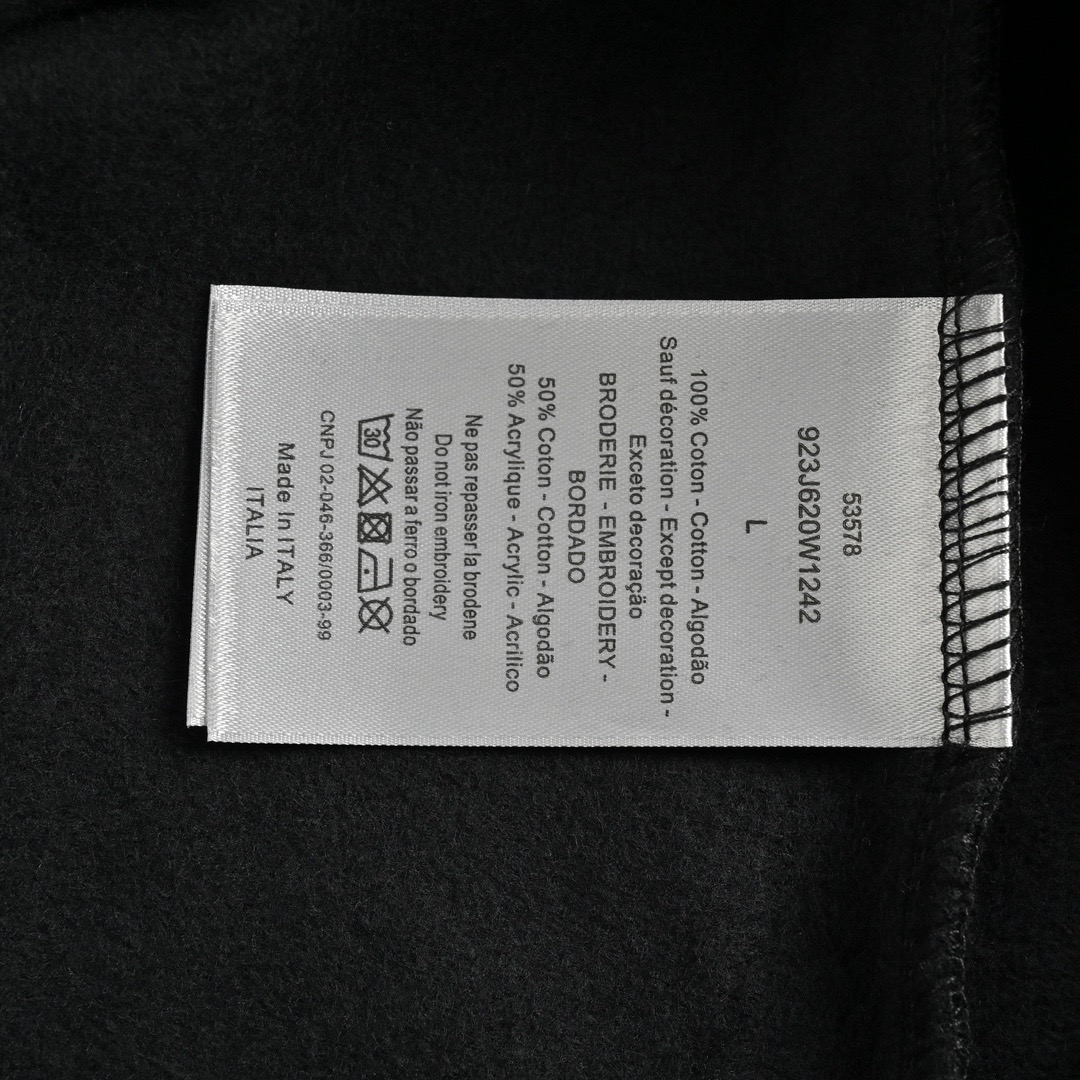 53578
923J620W1242
L
100% Coton - Cotton - Algodão
Sauf décoration - Except decoration -
Exceto decoração
BRODERIE - EMBROIDERY -
BORDADO
50% Coton - Cotton - Algodão
50% Acrylique - Acrylic - Acrilico
Ne pas repasser la brodene
Do not iron embroidery
Não passar a ferro o bordado
30
CNPJ 02-046-366/0003-99
Made In ITALY
ITALIA